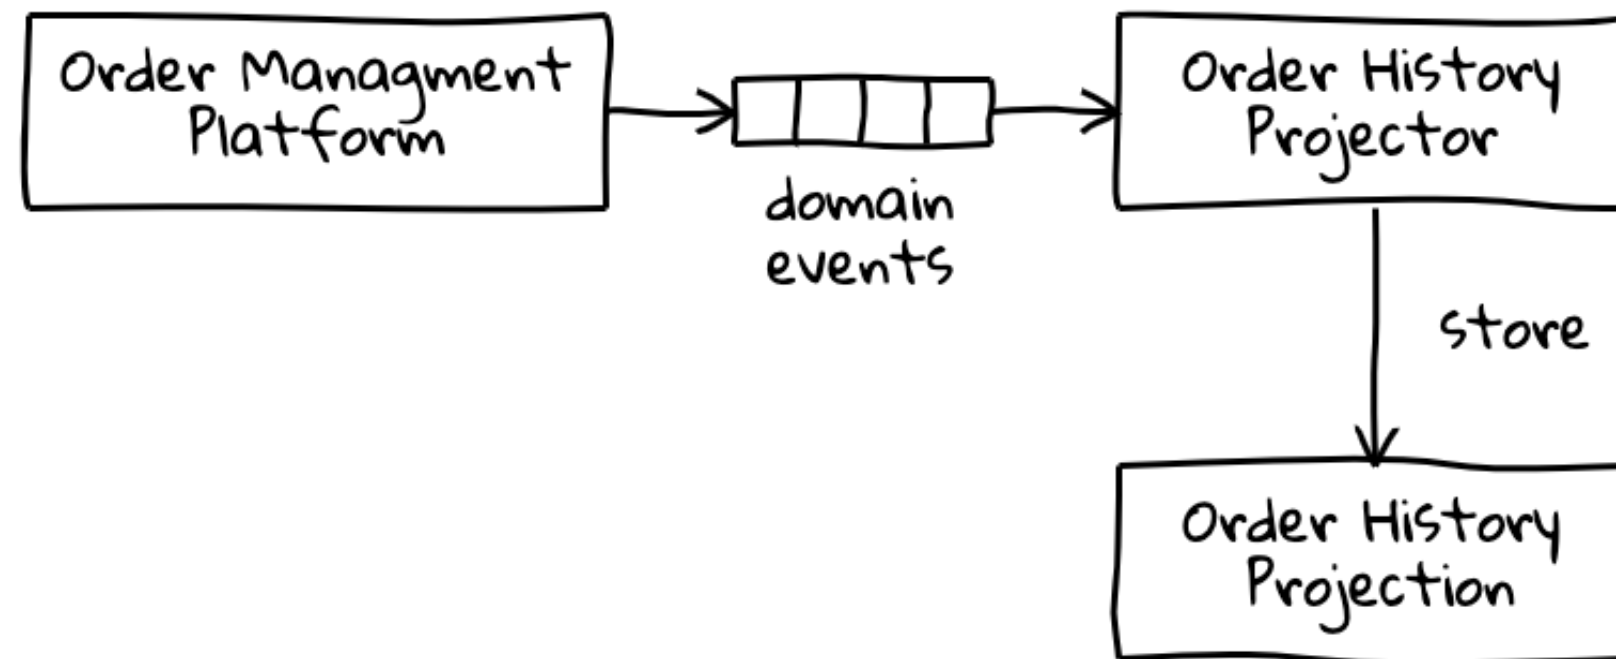 Order Managment
Platform
domain
events
Order History
Projector
store
Order History
Projection